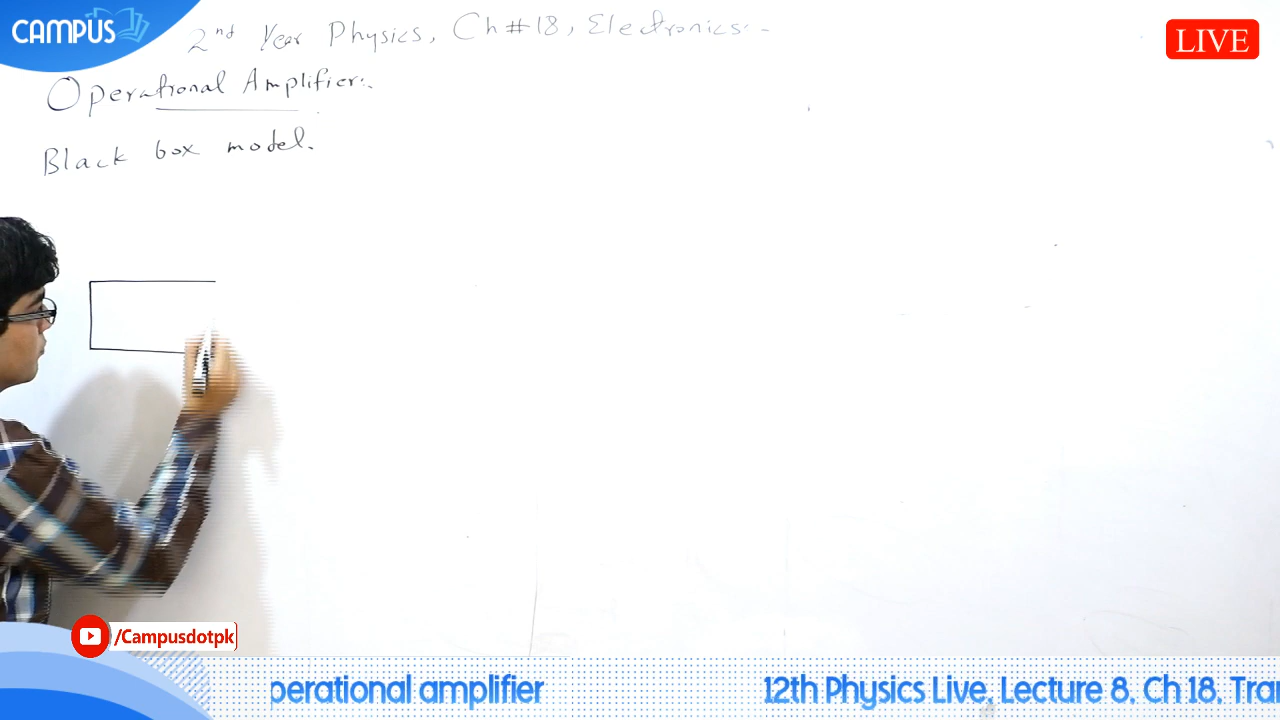 CAMPUS
2nd Year Physics, Ch#18, Electronics:-
LIVE
Operational Amplifier:.
Black box model.
/Campusdotpk
perational amplifier
12th Physics Live, Lecture 8, Ch 18, Tra